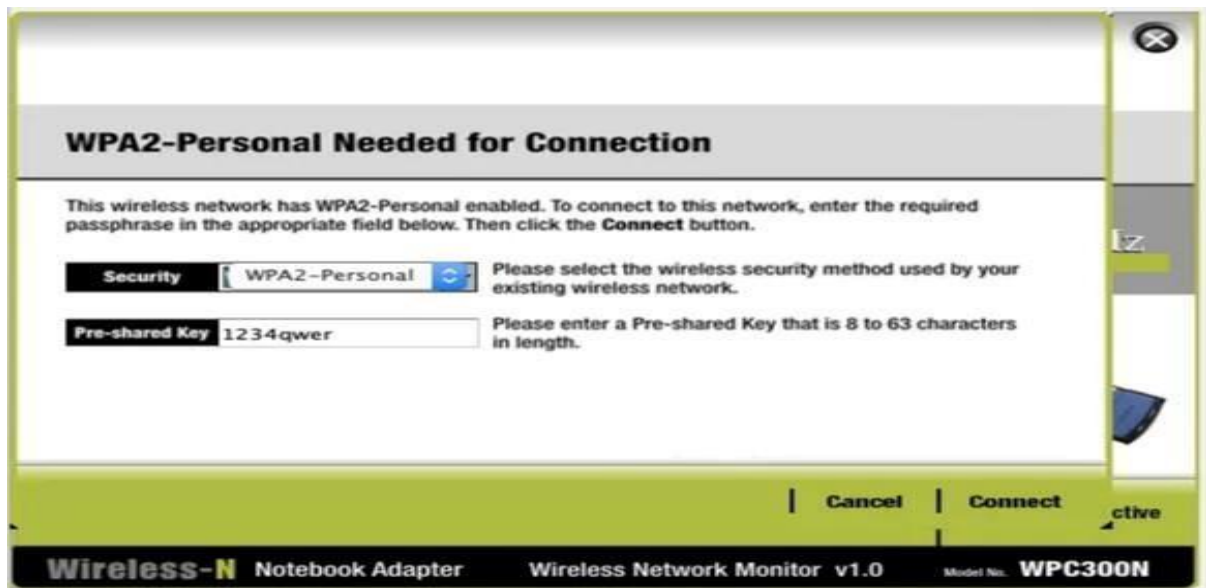 WPA2-Personal Needed for Connection
This wireless network has WPA2-Personal enabled. To connect to this network, enter the required
passphrase in the appropriate field below. Then click the Connect button.
Security WPA2-Personal Please select the wireless security method used by your
existing wireless network.
Pre-shared Key 1234qwer Please enter a Pre-shared Key that is 8 to 63 characters
in length.
Cancel Connect
ctive
Wireless-N Notebook Adapter Wireless Network Monitor v1.0 Model No. WPC300N